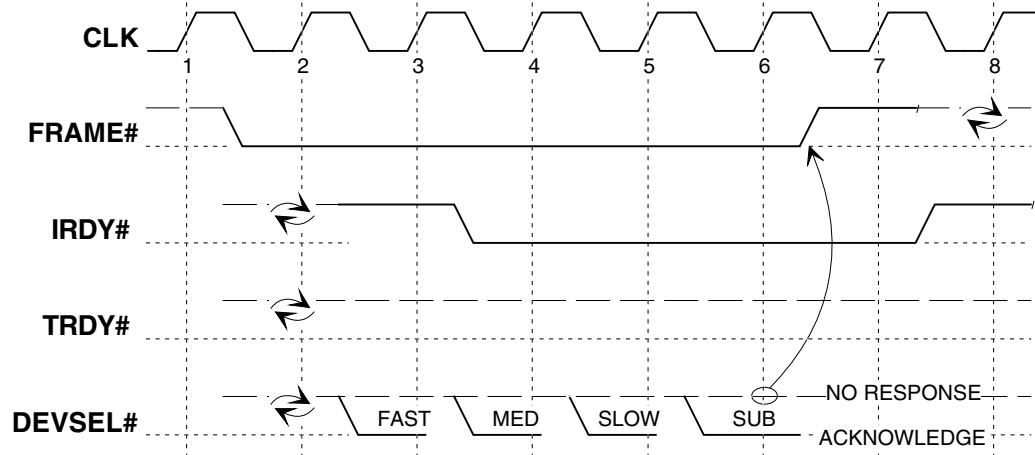 CLK
1 2 3 4 5 6 7 8
FRAME#
IRDY#
TRDY#
NO RESPONSE
DEVSEL# FAST MED SLOW SUB
ACKNOWLEDGE